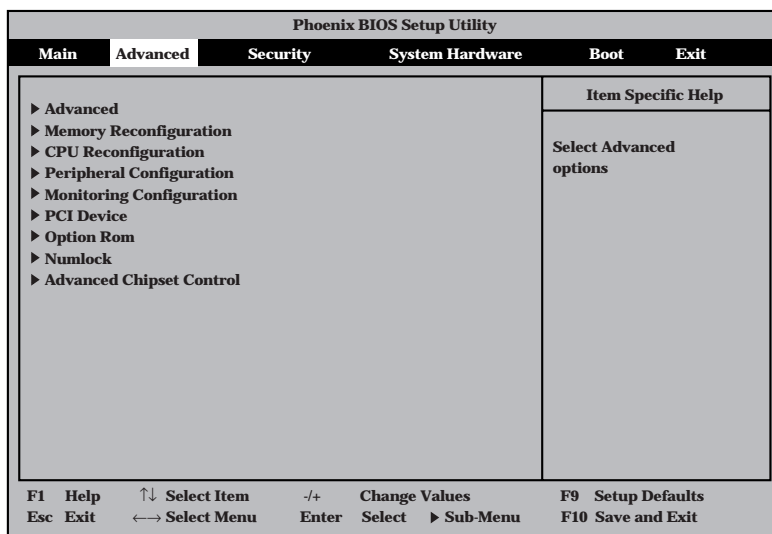 Phoenix BIOS Setup Utility
Main Advanced Security System Hardware Boot Exit
▶ Advanced
▶ Memory Reconfiguration
▶ CPU Reconfiguration
▶ Peripheral Configuration
▶ Monitoring Configuration
▶ PCI Device
▶ Option Rom
▶ Numlock
▶ Advanced Chipset Control
Item Specific Help
Select Advanced
options
F1 Help ↑↓ Select Item -/+ Change Values F9 Setup Defaults
Esc Exit ←→ Select Menu Enter Select ▶ Sub-Menu F10 Save and Exit